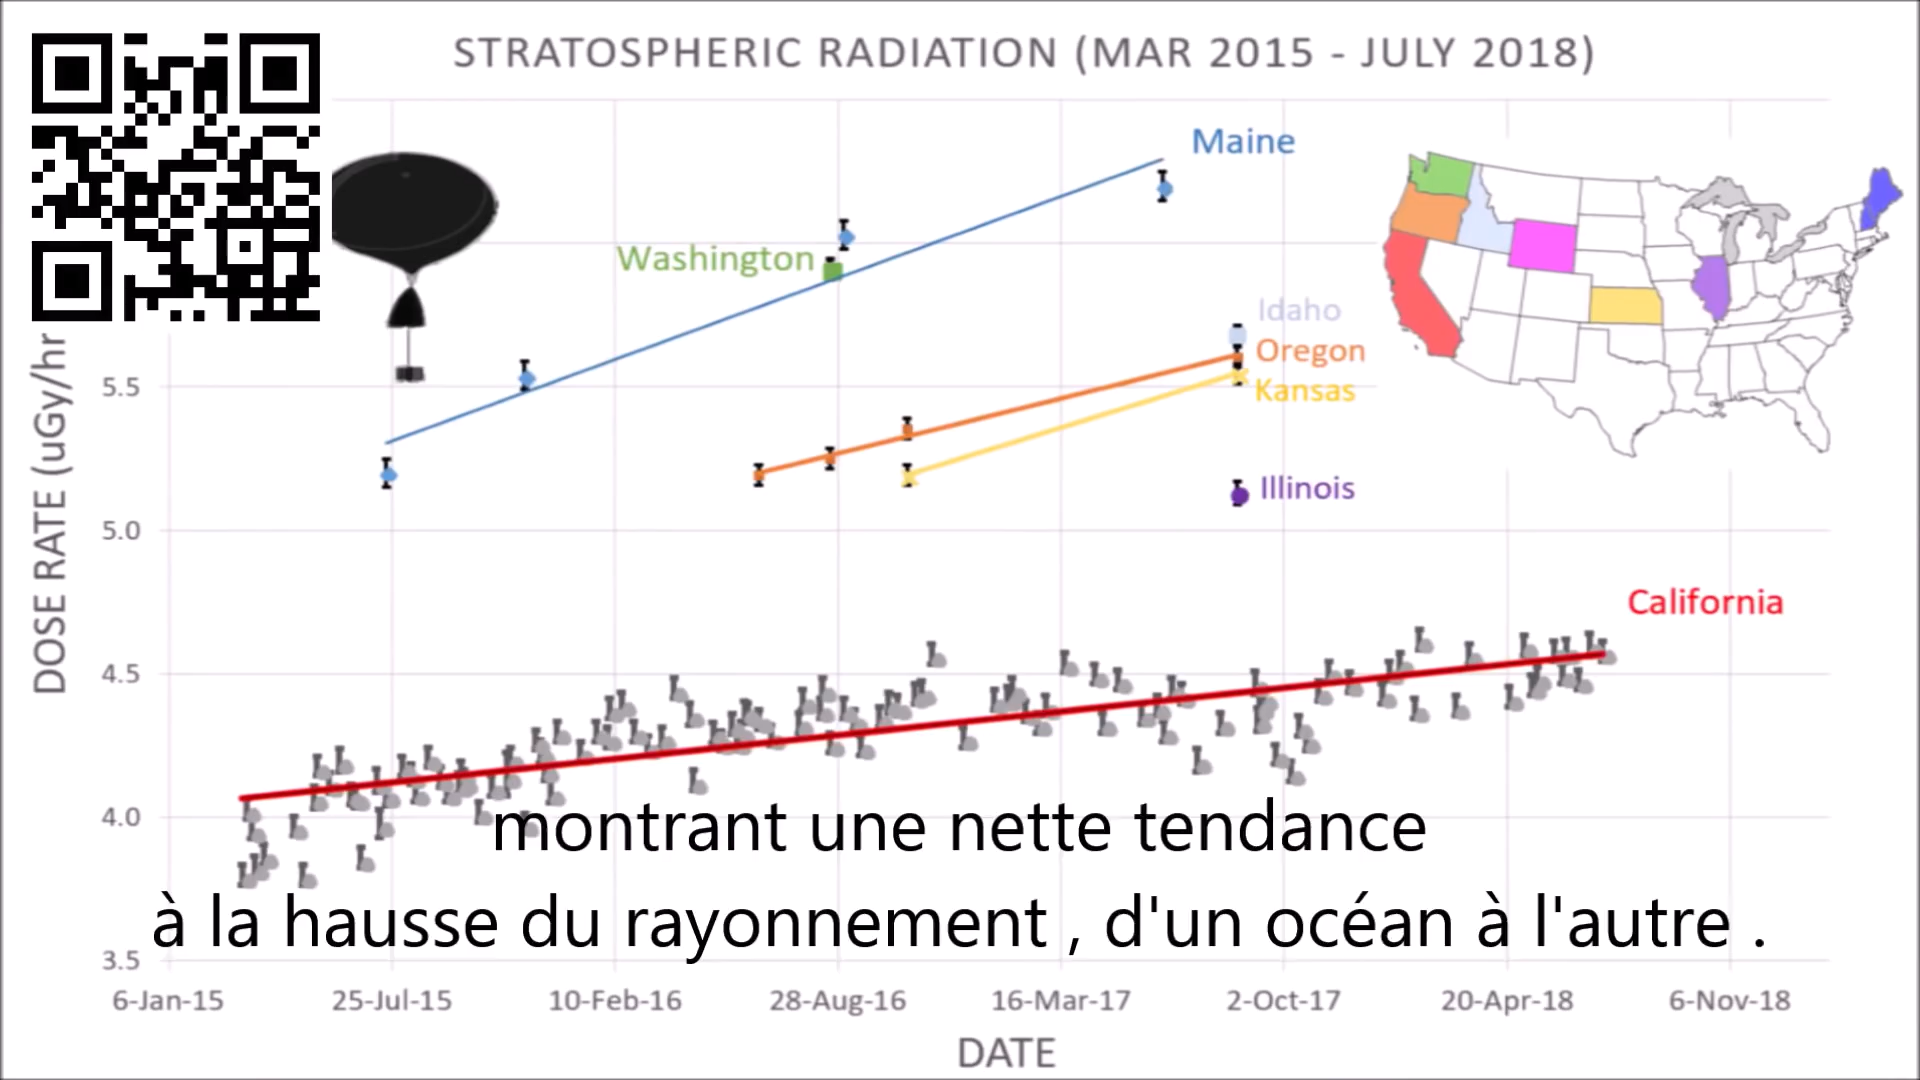 STRATOSPHERIC RADIATION (MAR 2015 - JULY 2018)
Maine
Washington
Idaho
Oregon
Kansas
Illinois
California
DOSE RATE (uGy/hr
5.5
5.0
4.5
4.0
3.5
montrant une nette tendance
à la hausse du rayonnement , d'un océan à l'autre .
6-Jan-15 25-Jul-15 10-Feb-16 28-Aug-16 16-Mar-17 2-Oct-17 20-Apr-18 6-Nov-18
DATE